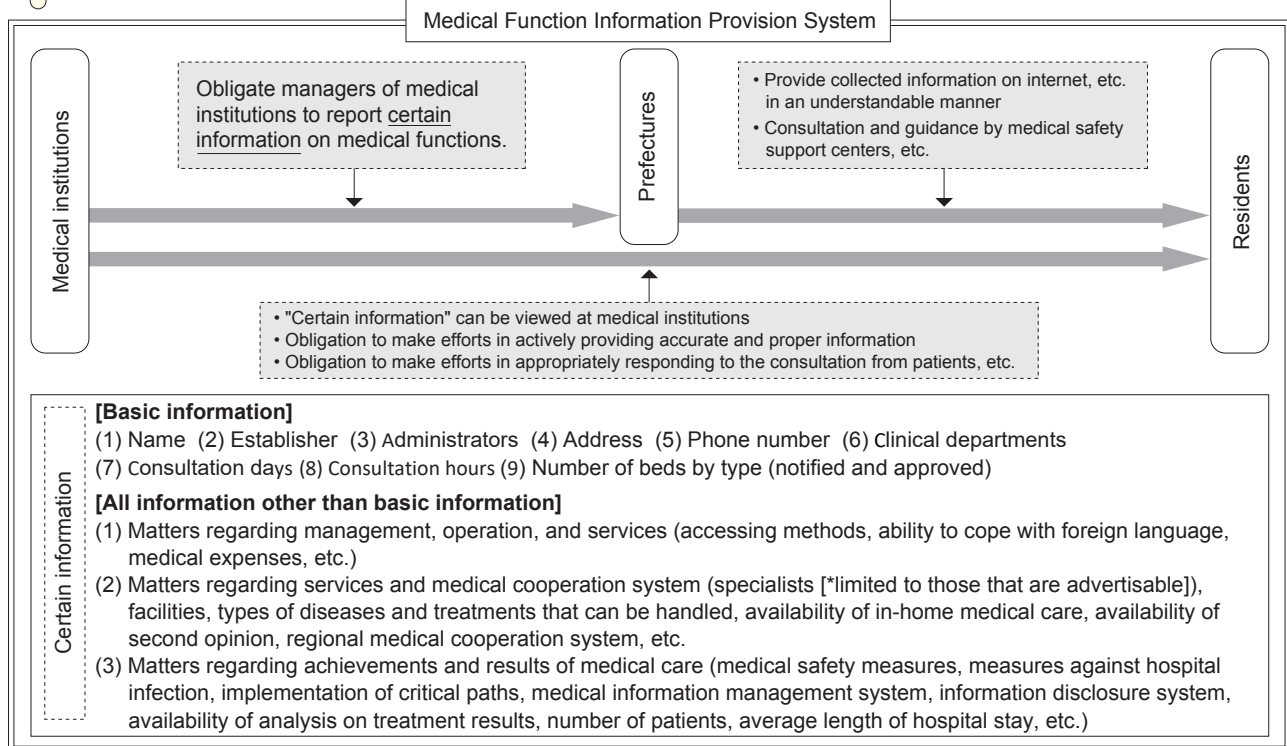 Medical Function Information Provision System
Medical institutions
Obligate managers of medical
institutions to report certain
information on medical functions.
Prefectures
• Provide collected information on internet, etc.
in an understandable manner
• Consultation and guidance by medical safety
support centers, etc.
Residents
• "Certain information" can be viewed at medical institutions
• Obligation to make efforts in actively providing accurate and proper information
• Obligation to make efforts in appropriately responding to the consultation from patients, etc.
Certain information
[Basic information]
(1) Name (2) Establisher (3) Administrators (4) Address (5) Phone number (6) Clinical departments
(7) Consultation days (8) Consultation hours (9) Number of beds by type (notified and approved)
[All information other than basic information]
(1) Matters regarding management, operation, and services (accessing methods, ability to cope with foreign language,
medical expenses, etc.)
(2) Matters regarding services and medical cooperation system (specialists [*limited to those that are advertisable]),
facilities, types of diseases and treatments that can be handled, availability of in-home medical care, availability of
second opinion, regional medical cooperation system, etc.
(3) Matters regarding achievements and results of medical care (medical safety measures, measures against hospital
infection, implementation of critical paths, medical information management system, information disclosure system,
availability of analysis on treatment results, number of patients, average length of hospital stay, etc.)